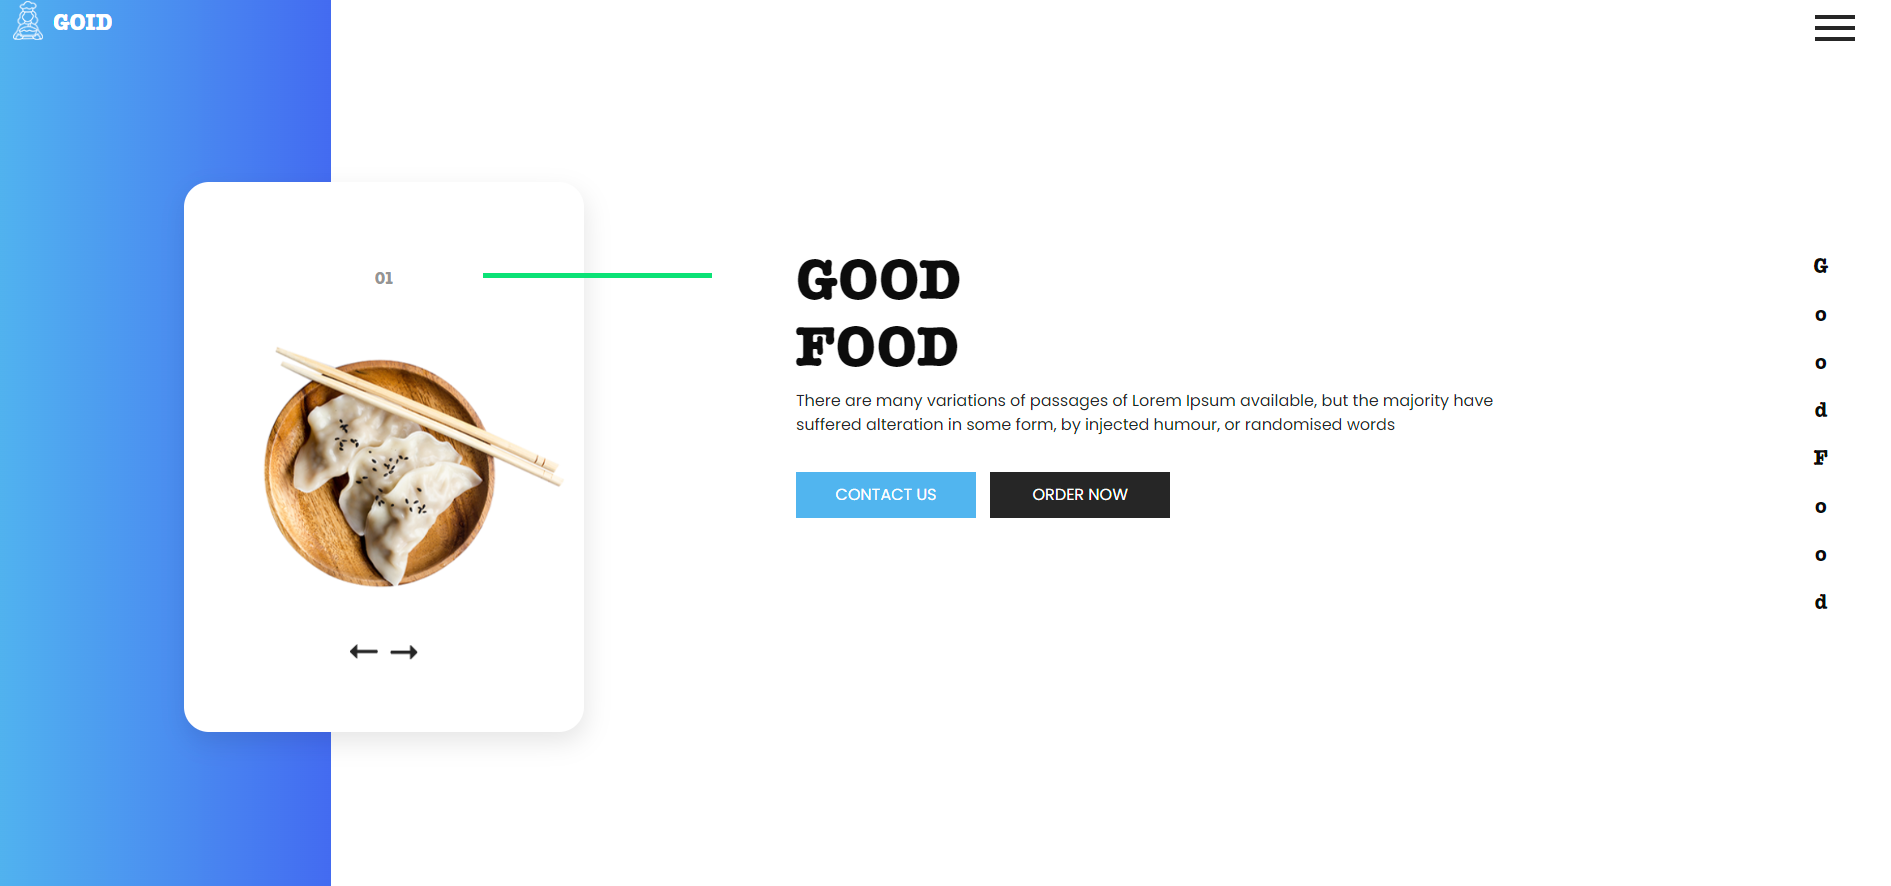 GOID
01
GOOD
FOOD
There are many variations of passages of Lorem Ipsum available, but the majority have
suffered alteration in some form, by injected humour, or randomised words
CONTACT US
ORDER NOW
G
o
o
d
F
o
o
d